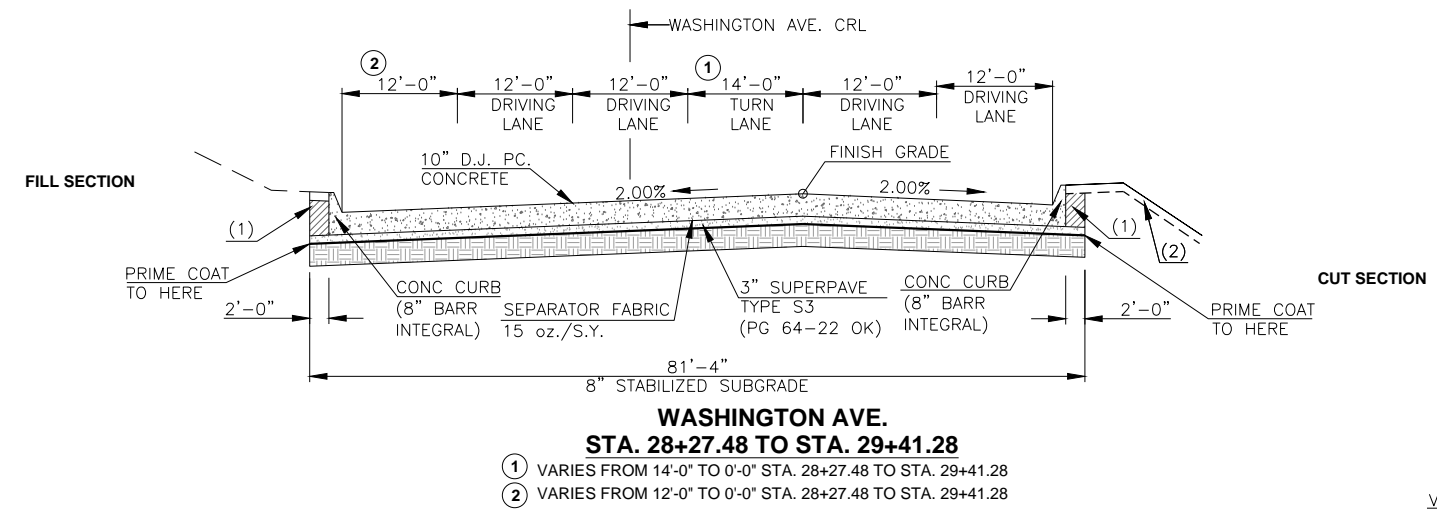 WASHINGTON AVE. CRL
2
1
12'-0"
12'-0"
DRIVING
LANE
12'-0"
DRIVING
LANE
14'-0"
TURN
LANE
12'-0"
DRIVING
LANE
12'-0"
DRIVING
LANE
FILL SECTION
10" D.J. PC.
CONCRETE
FINISH GRADE
2.00%
2.00%
(1)
(1)
(2)
PRIME COAT
TO HERE
CUT SECTION
2'-0"
CONC CURB
(8" BARR
INTEGRAL)
SEPARATOR FABRIC
15 oz./S.Y.
3" SUPERPAVE
TYPE S3
(PG 64-22 OK)
CONC CURB
(8" BARR
INTEGRAL)
2'-0"
PRIME COAT
TO HERE
81'-4"
8" STABILIZED SUBGRADE
WASHINGTON AVE.
STA. 28+27.48 TO STA. 29+41.28
1 VARIES FROM 14'-0" TO 0'-0" STA. 28+27.48 TO STA. 29+41.28
2 VARIES FROM 12'-0" TO 0'-0" STA. 28+27.48 TO STA. 29+41.28
V